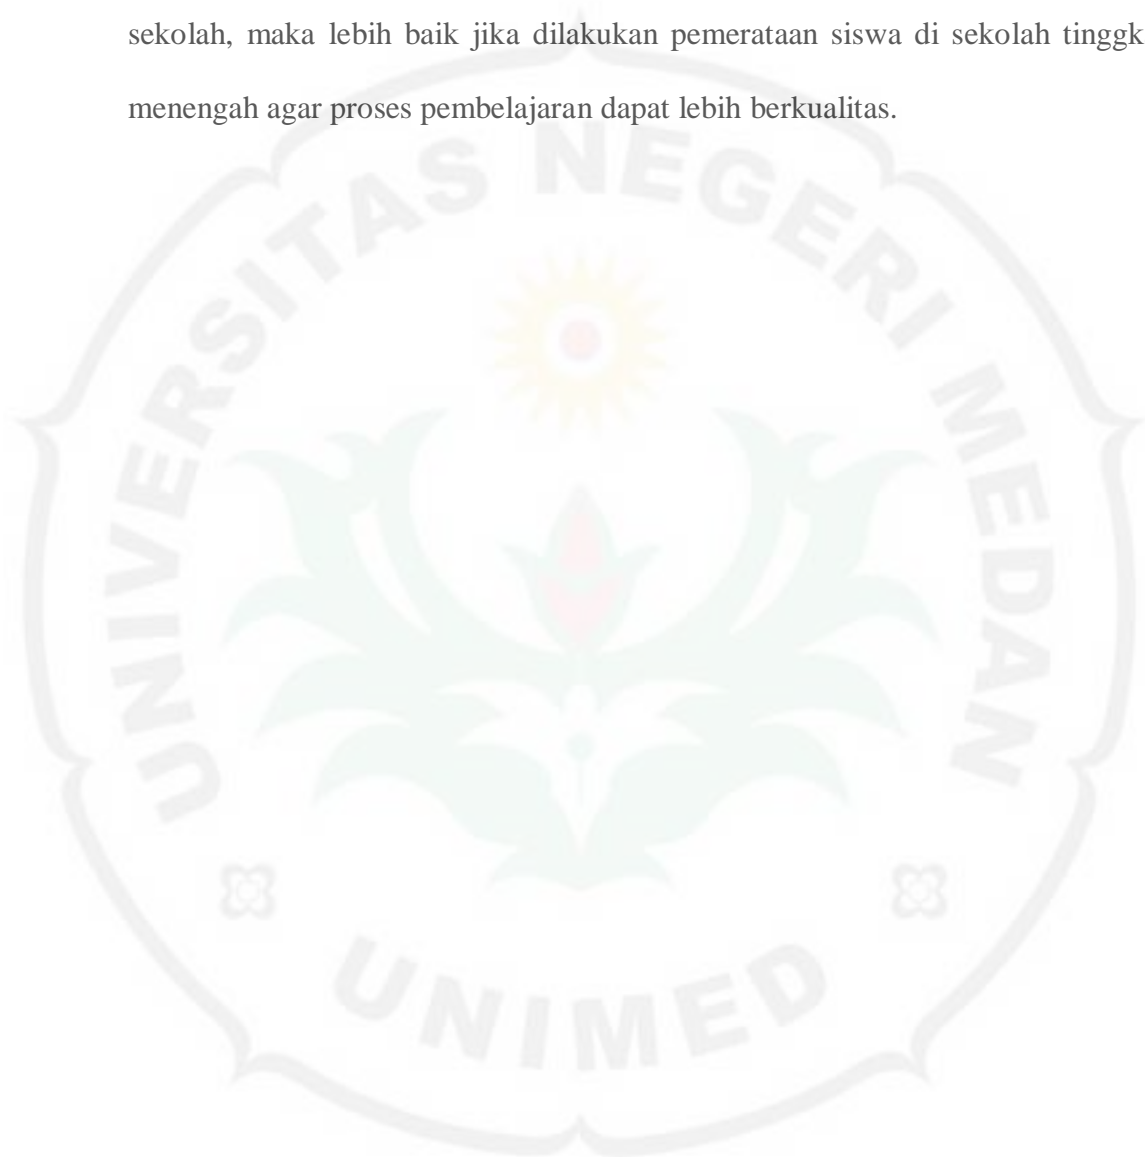 sekolah, maka lebih baik jika dilakukan pemerataan siswa di sekolah tinggk
menengah agar proses pembelajaran dapat lebih berkualitas.
UNIVERSITAS NEGERI MEDAN
UNIMED